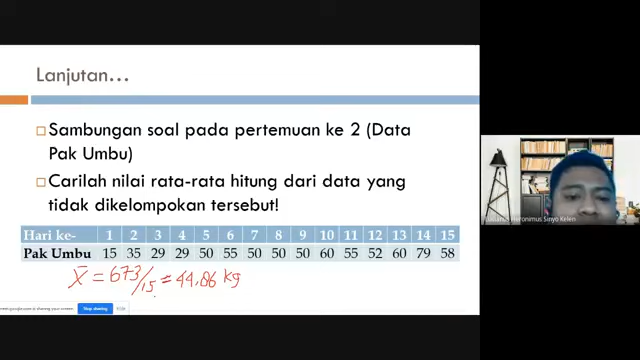 Lanjutan...
Sambungan soal pada pertemuan ke 2 (Data
Pak Umbu)
Carilah nilai rata-rata hitung dari data yang
tidak dikelompokan tersebut!
Hari ke- 1 2 3 4 5 6 7 8 9 10 11 12 13 14 15
Pak Umbu 15 35 29 29 50 55 50 50 50 60 55 52 60 79 58
X̄ = 673/15 = 44,86 kg
Stop sharing
Hieronimus Sinyo Kelen